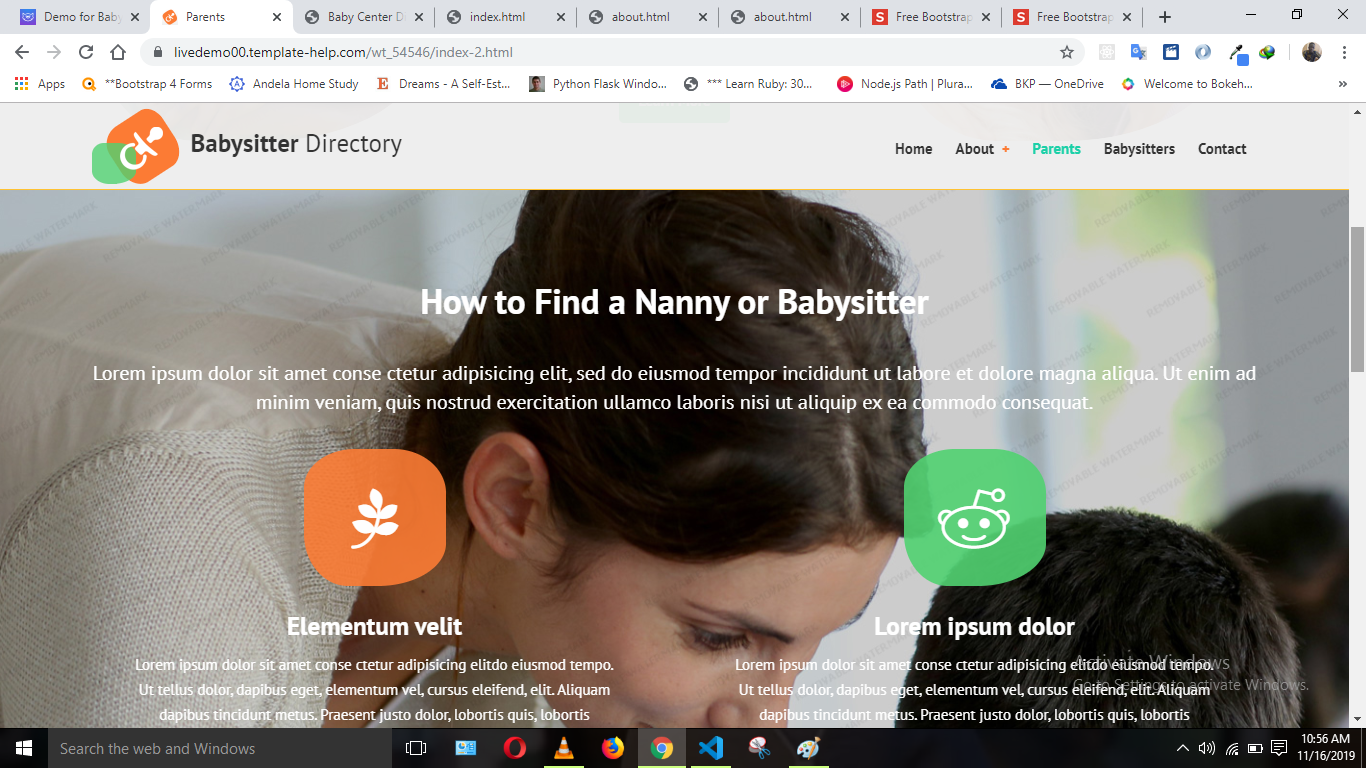 Demo for Bab
Parents
Baby Center D
index.html
about.html
about.html
Free Bootstrap
Free Bootstrap
livedemo00.template-help.com/wt_54546/index-2.html
Apps
**Bootstrap 4 Forms
Andela Home Study
Dreams - A Self-Est...
Python Flask Windo...
*** Learn Ruby: 30...
Node.js Path | Plura...
BKP — OneDrive
Welcome to Bokeh...
Babysitter Directory
Home
About +
Parents
Babysitters
Contact
REMOVABLE WATERMARK
How to Find a Nanny or Babysitter
Lorem ipsum dolor sit amet conse ctetur adipisicing elit, sed do eiusmod tempor incididunt ut labore et dolore magna aliqua. Ut enim ad
minim veniam, quis nostrud exercitation ullamco laboris nisi ut aliquip ex ea commodo consequat.
Elementum velit
Lorem ipsum dolor sit amet conse ctetur adipisicing elitdo eiusmod tempo.
Ut tellus dolor, dapibus eget, elementum vel, cursus eleifend, elit. Aliquam
dapibus tincidunt metus. Praesent justo dolor, lobortis quis, lobortis
Lorem ipsum dolor
Lorem ipsum dolor sit amet conse ctetur adipisicing elitdo eiusmod tempo.
Ut tellus dolor, dapibus eget, elementum vel, cursus eleifend, elit. Aliquam
dapibus tincidunt metus. Praesent justo dolor, lobortis quis, lobortis
Activate Windows
Go to Settings to activate Windows.
Search the web and Windows
10:56 AM
11/16/2019